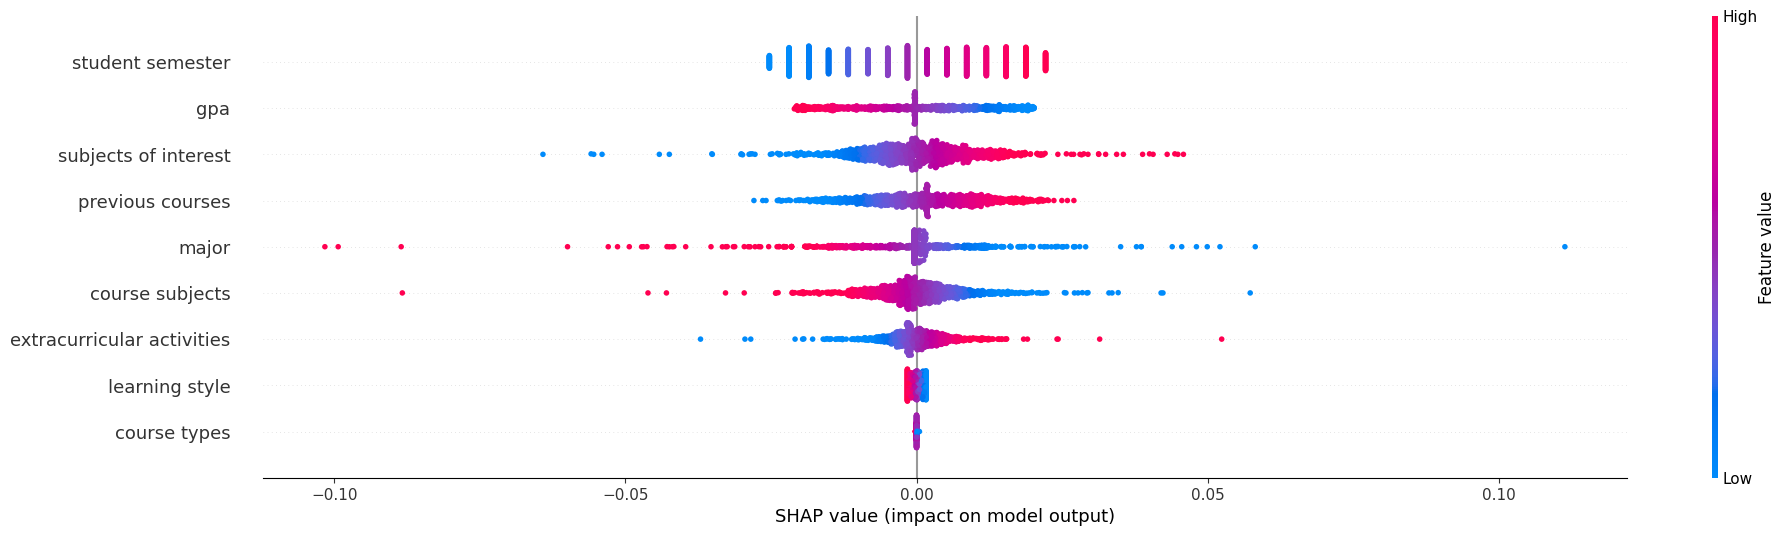 High
student semester
gpa
subjects of interest
previous courses
major
course subjects
extracurricular activities
learning style
course types
Feature value
Low
−0.10 −0.05 0.00 0.05 0.10
SHAP value (impact on model output)